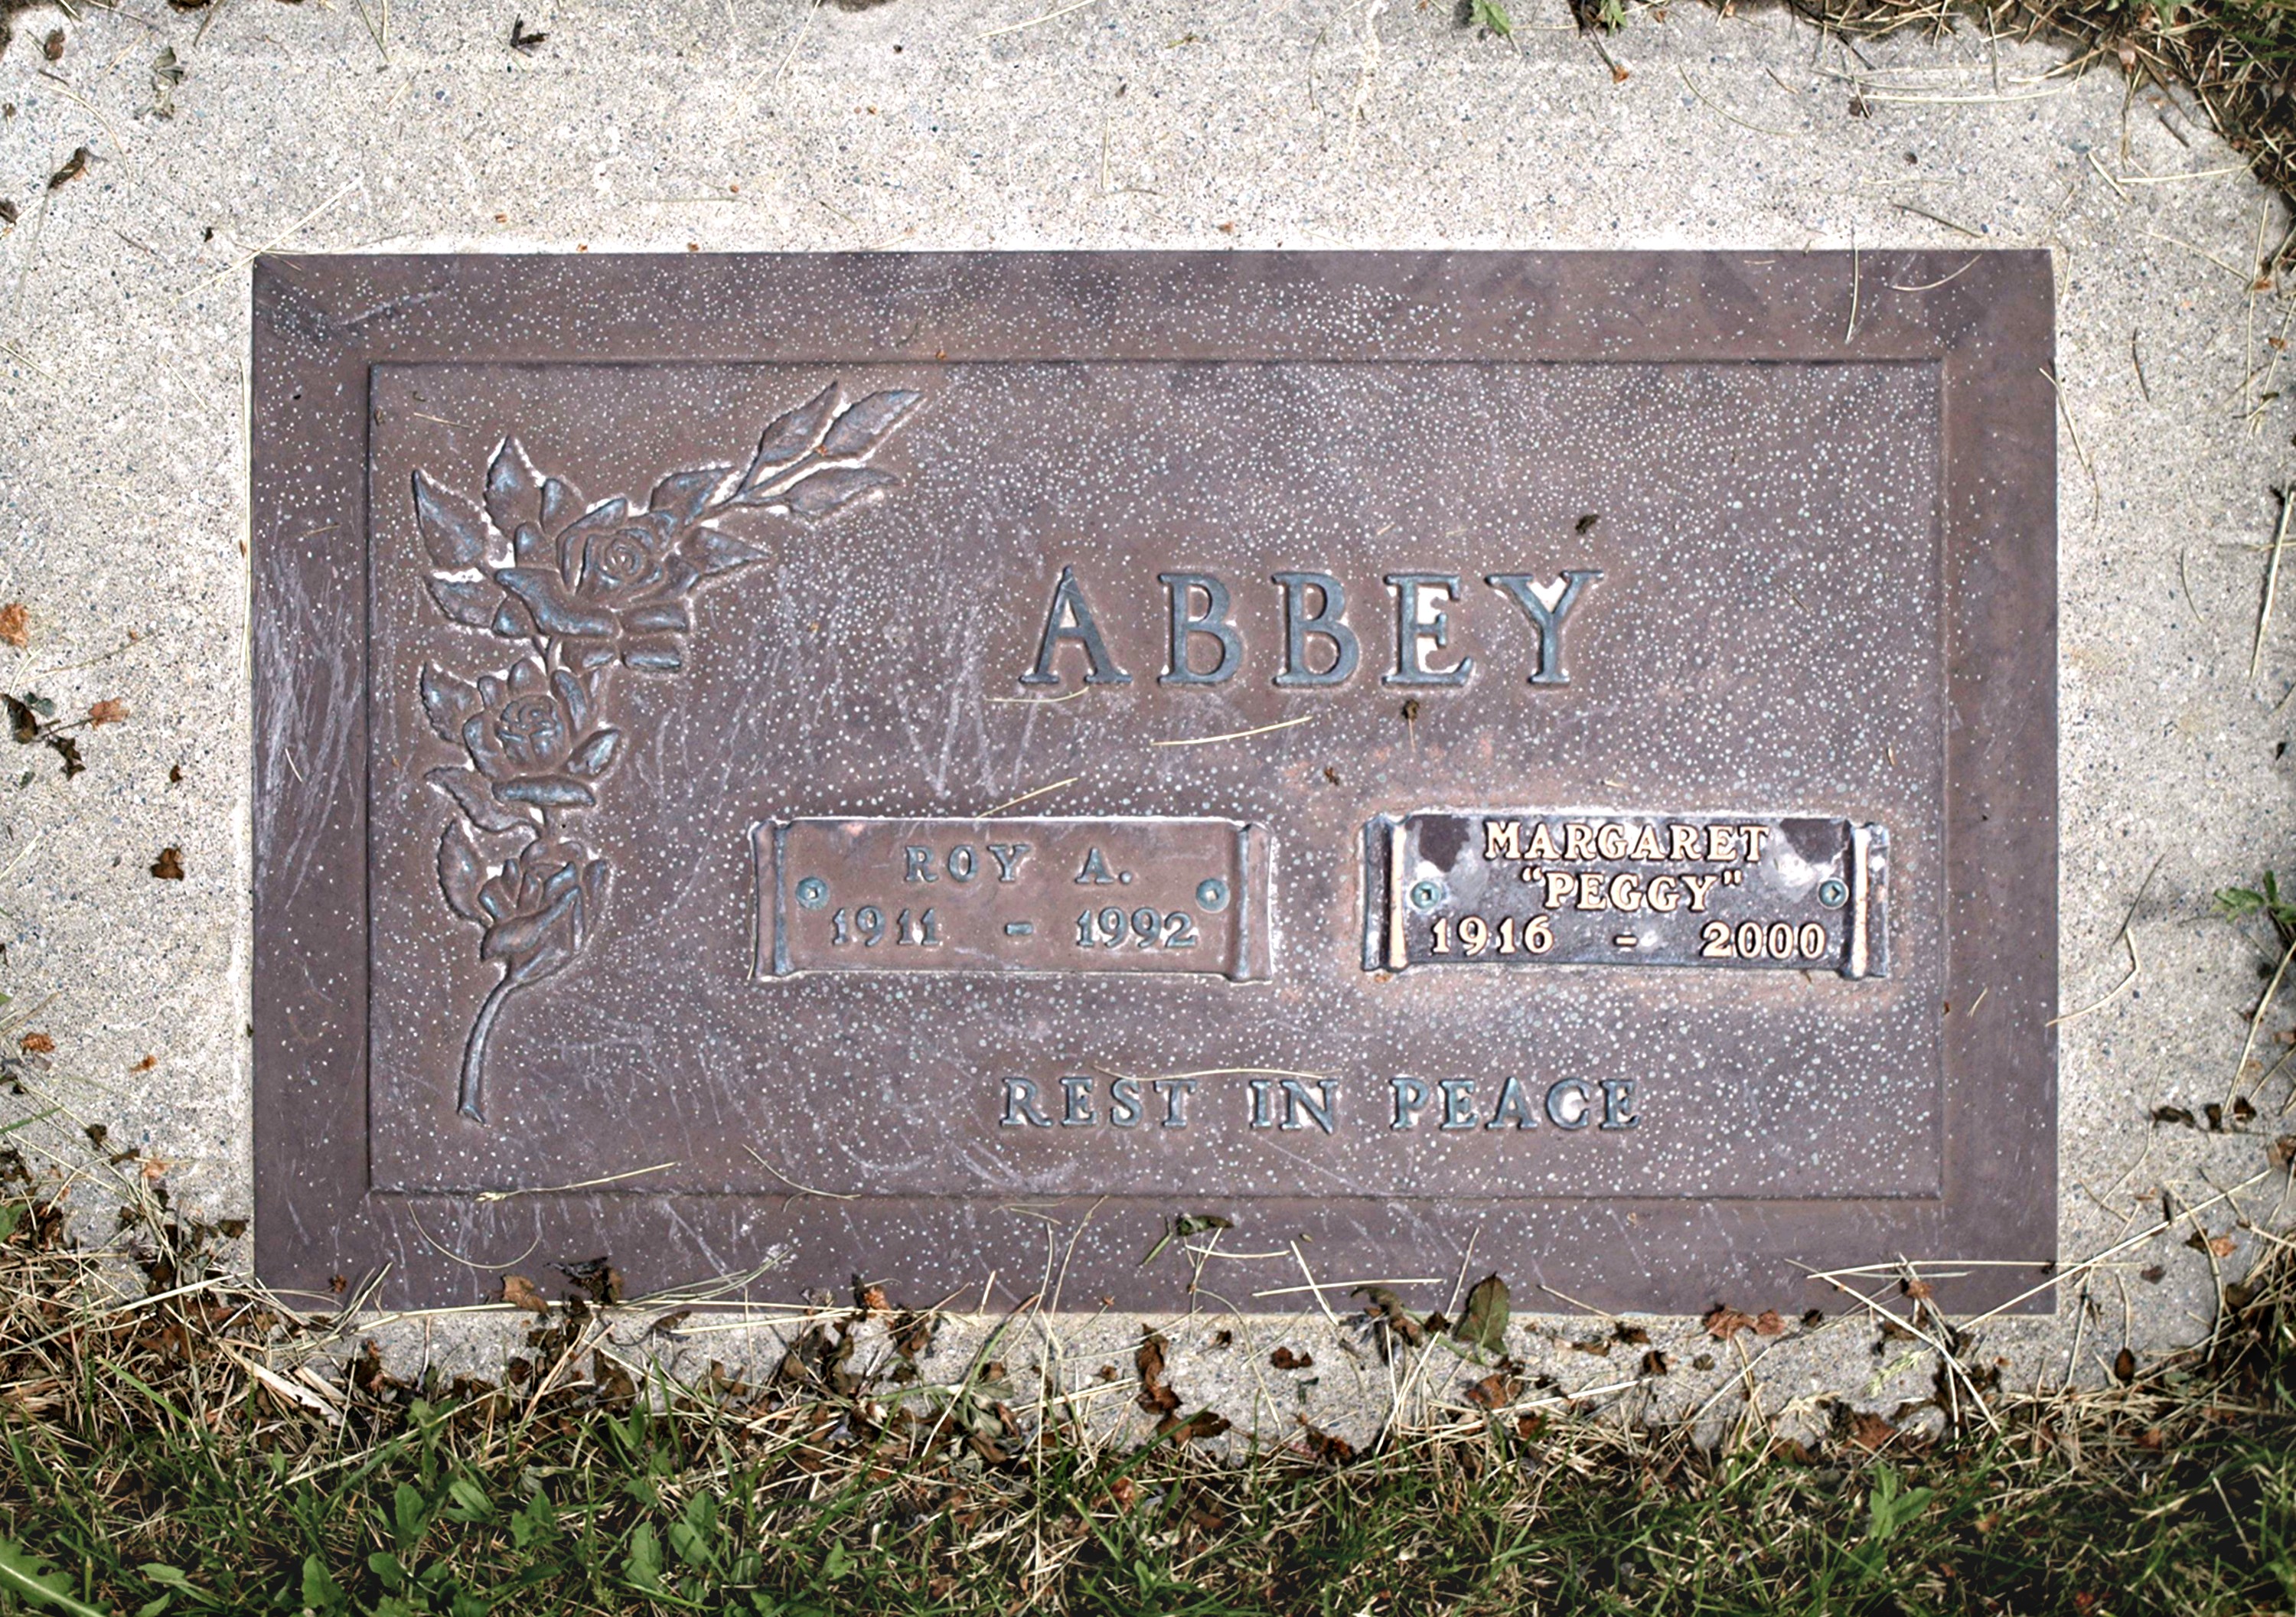 ABBEY
ROY A.
1911 - 1992
MARGARET
"PEGGY"
1916 - 2000
REST IN PEACE